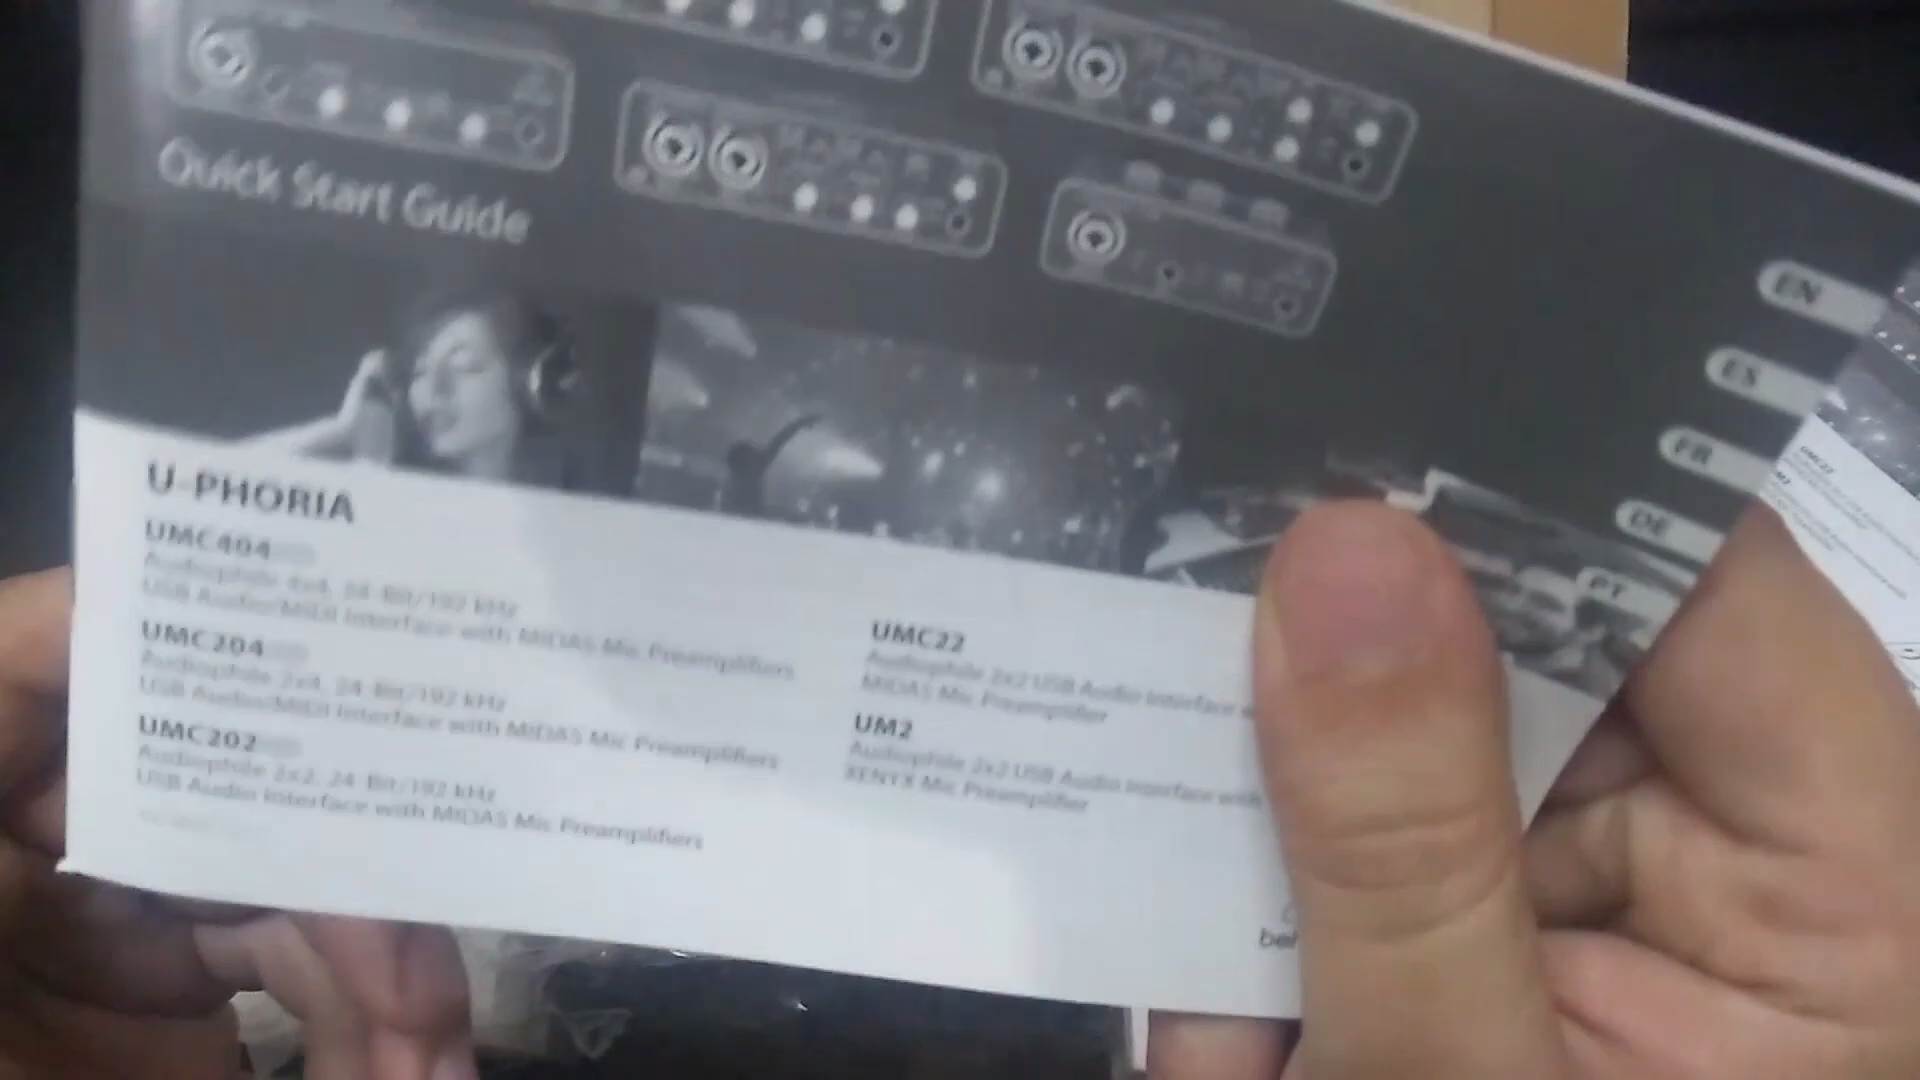 Quick Start Guide
EN
ES
FR
DE
PT
U-PHORIA
UMC404
Audiophile 4x4, 24-Bit/192 kHz
USB Audio/MIDI Interface with MIDAS Mic Preamplifiers
UMC204
Audiophile 2x4, 24-Bit/192 kHz
USB Audio/MIDI Interface with MIDAS Mic Preamplifiers
UMC202
Audiophile 2x2, 24-Bit/192 kHz
USB Audio Interface with MIDAS Mic Preamplifiers
UMC22
Audiophile 2x2 USB Audio Interface
MIDAS Mic Preamplifier
UM2
Audiophile 2x2 USB Audio Interface with
XENYX Mic Preamplifier
beh
UMC22